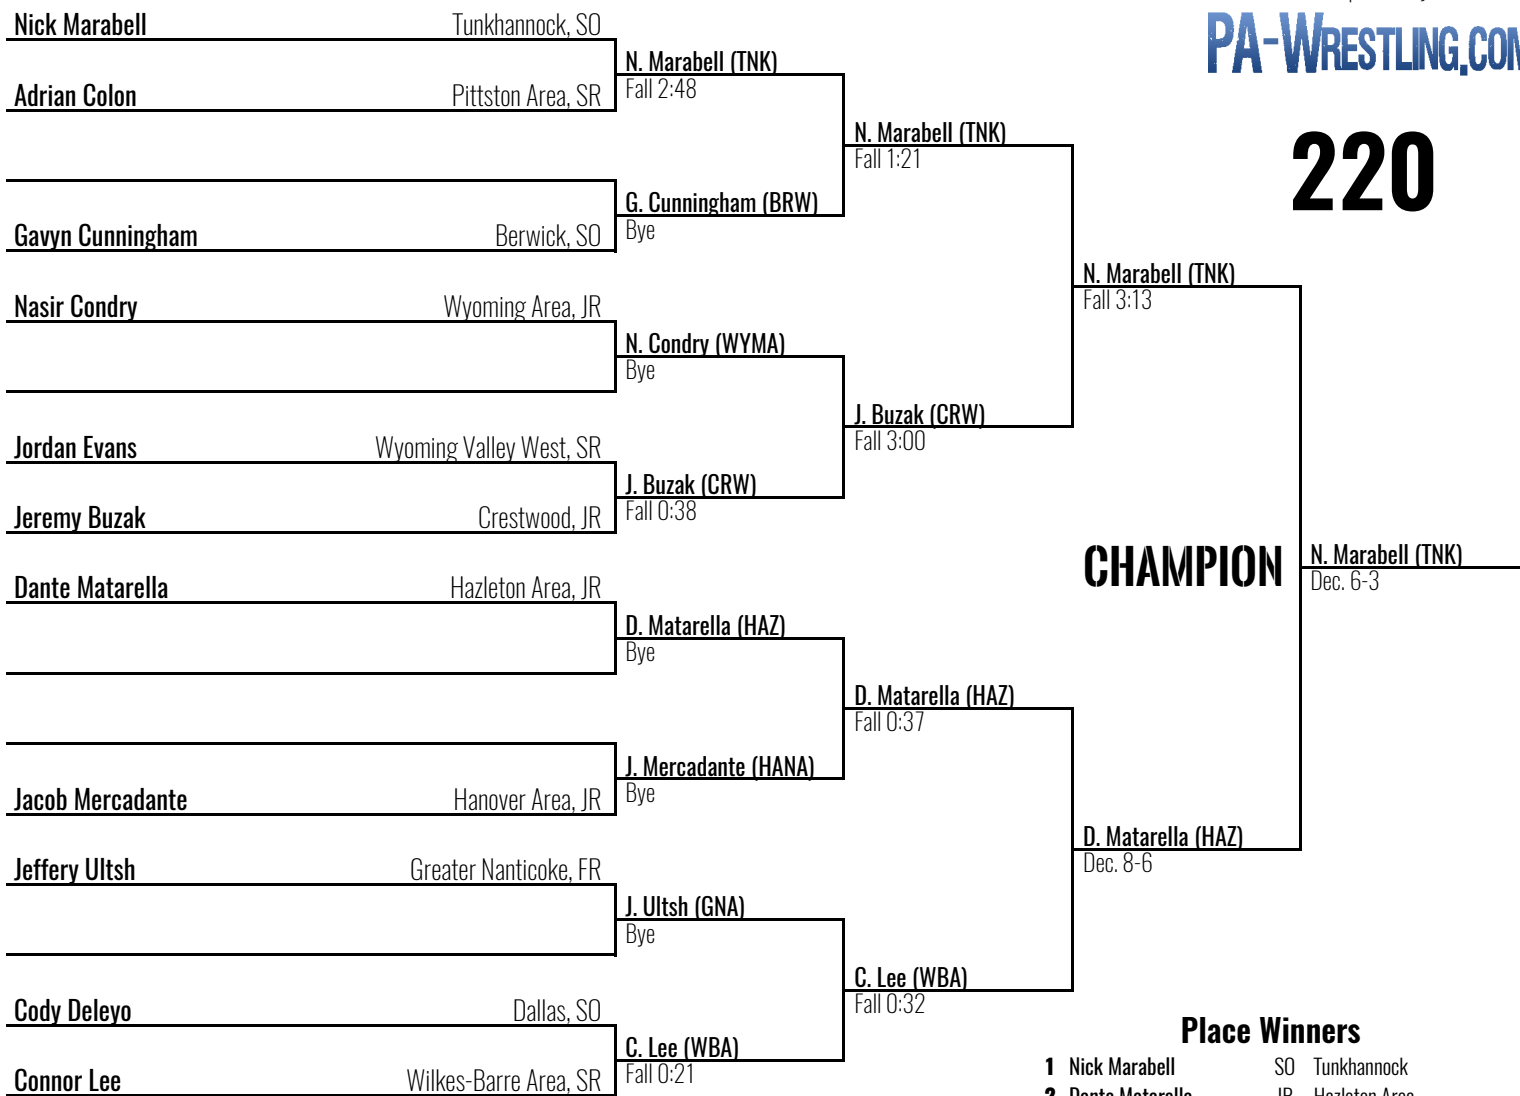 Nick Marabell Tunkhannock, SO
N. Marabell (TNK)
Fall 2:48
Adrian Colon Pittston Area, SR
N. Marabell (TNK)
Fall 1:21
G. Cunningham (BRW)
Bye
Gavyn Cunningham Berwick, SO
N. Marabell (TNK)
Fall 3:13
Nasir Condry Wyoming Area, JR
N. Condry (WYMA)
Bye
J. Buzak (CRW)
Fall 3:00
Jordan Evans Wyoming Valley West, SR
J. Buzak (CRW)
Fall 0:38
Jeremy Buzak Crestwood, JR
CHAMPION
N. Marabell (TNK)
Dec. 6-3
Dante Matarella Hazleton Area, JR
D. Matarella (HAZ)
Bye
D. Matarella (HAZ)
Fall 0:37
J. Mercadante (HANA)
Bye
Jacob Mercadante Hanover Area, JR
D. Matarella (HAZ)
Dec. 8-6
Jeffery Ultsh Greater Nanticoke, FR
J. Ultsh (GNA)
Bye
C. Lee (WBA)
Fall 0:32
Cody Deleyo Dallas, SO
C. Lee (WBA)
Fall 0:21
Connor Lee Wilkes-Barre Area, SR
PA-WRESTLING.COM
220
Place Winners
1 Nick Marabell SO Tunkhannock
2 Dante Matarella JR Hazleton Area